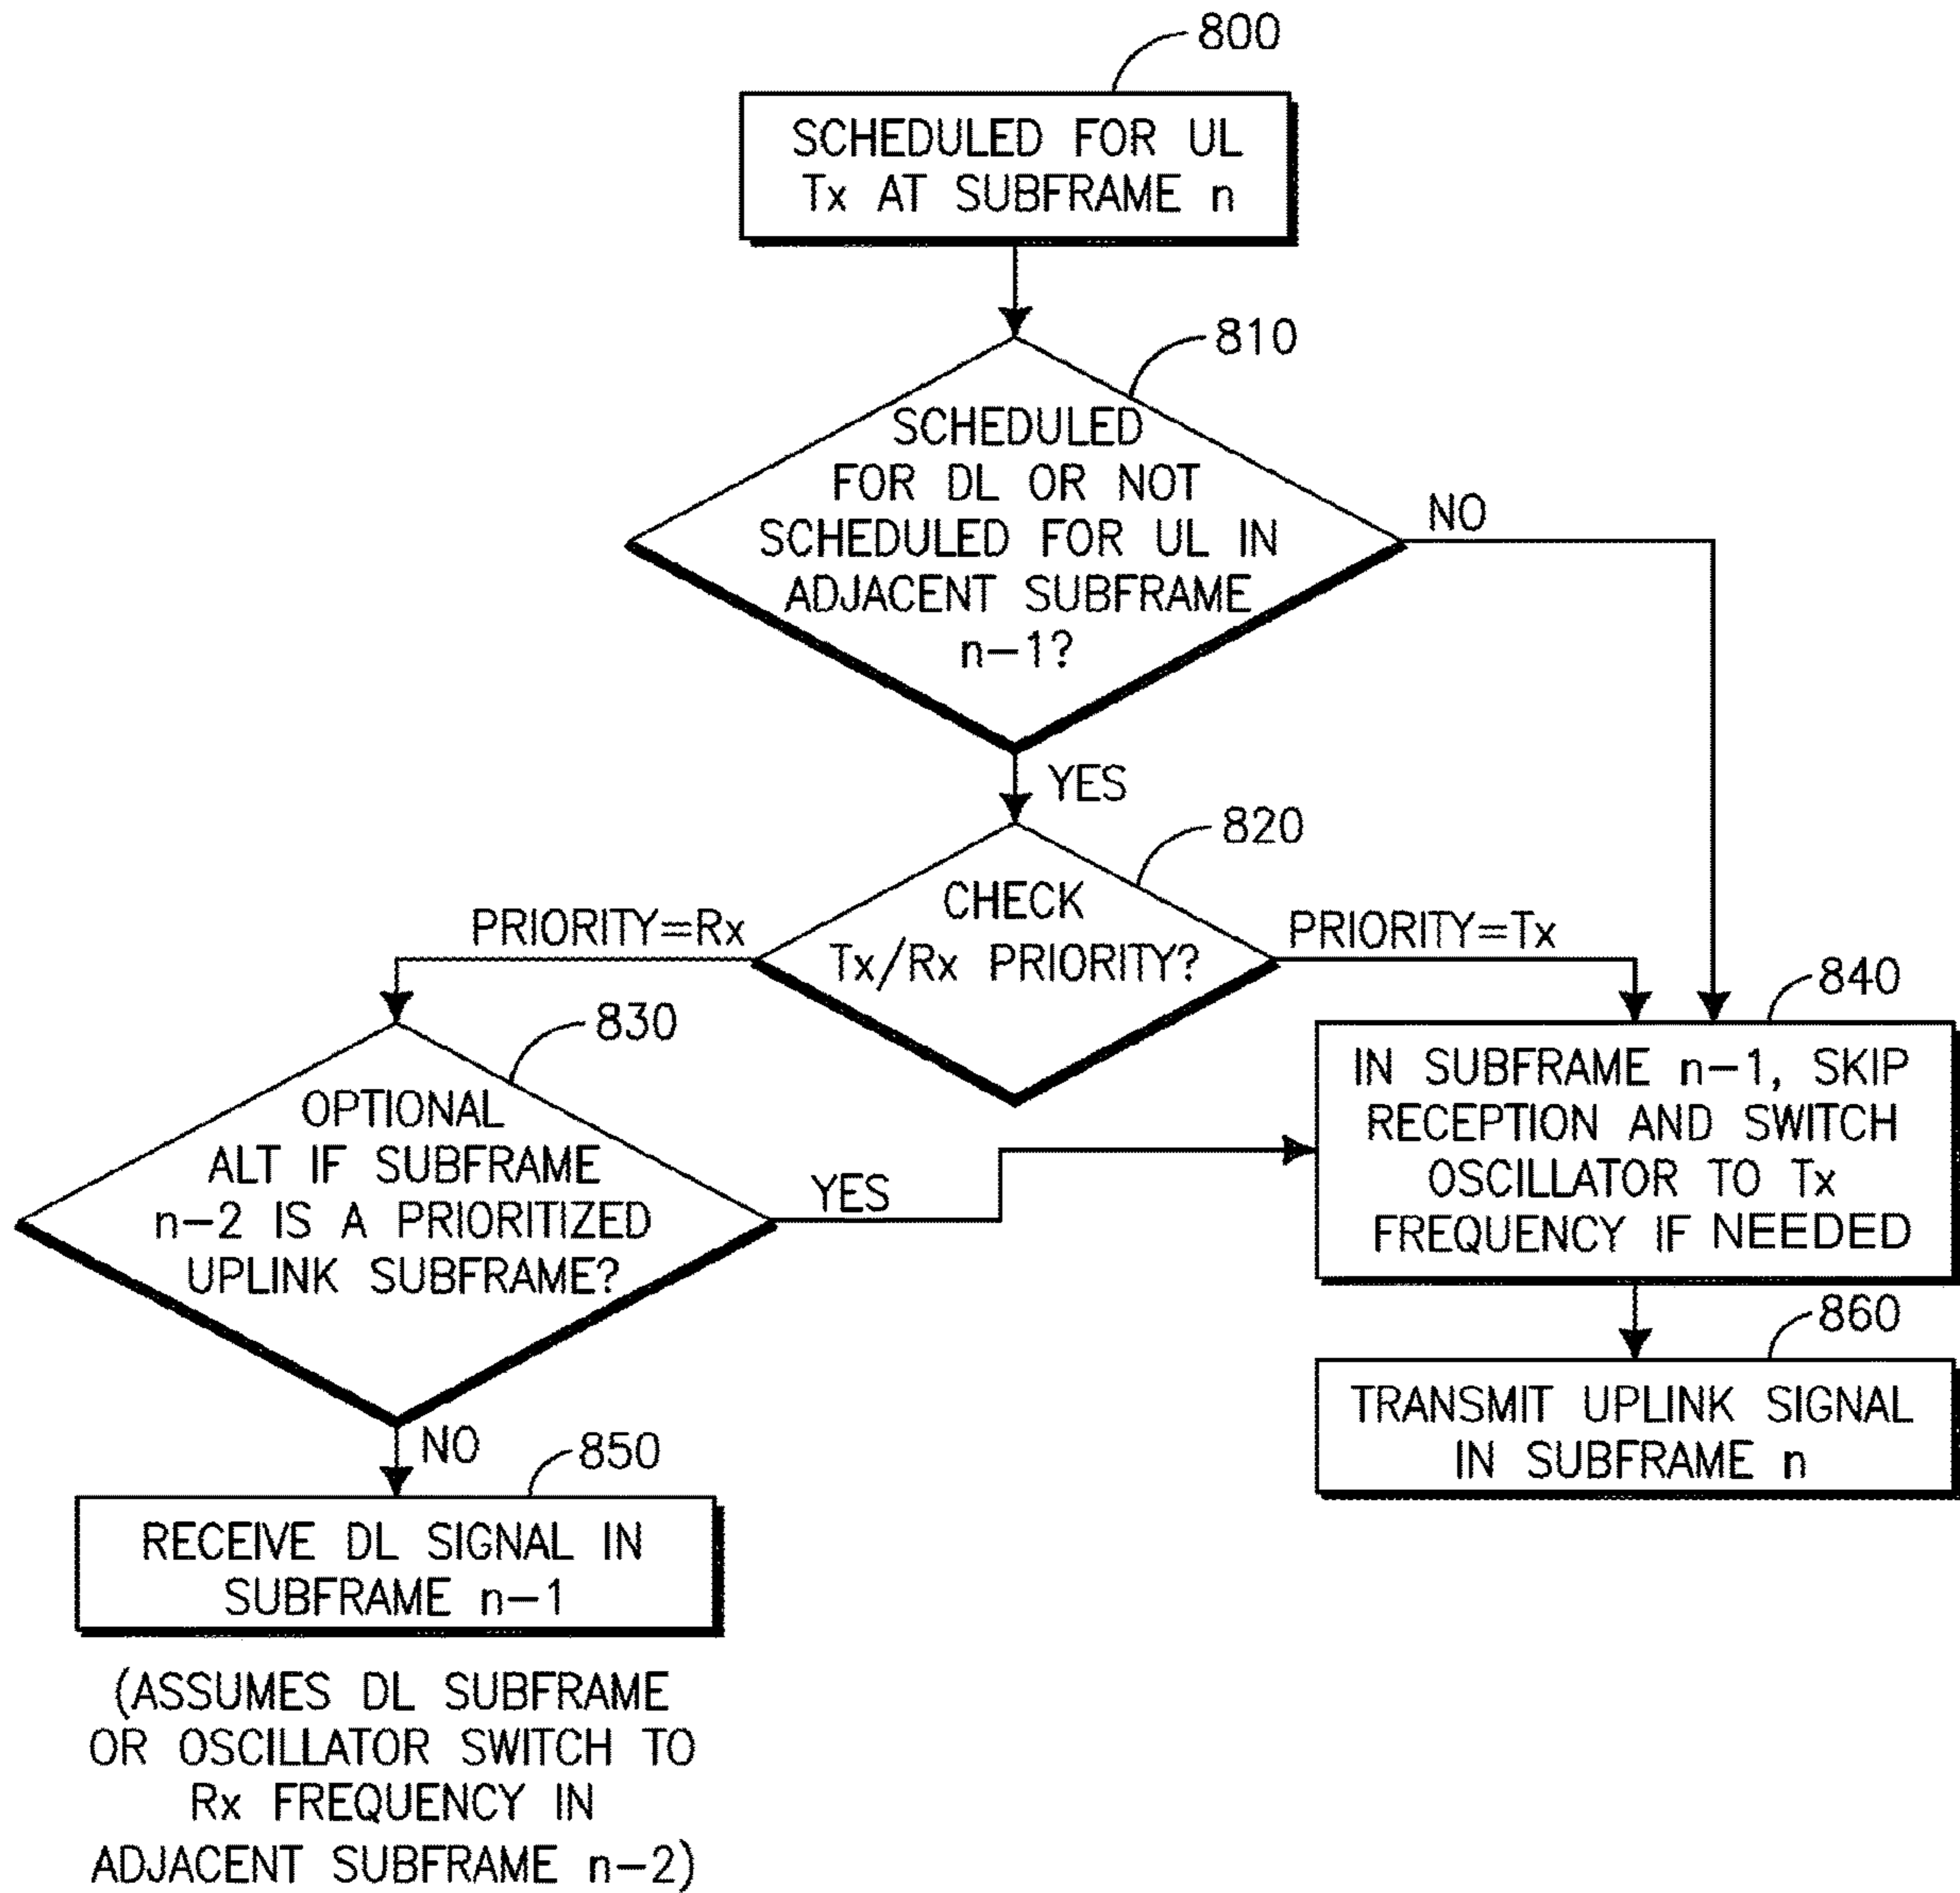 800
SCHEDULED FOR UL
Tx AT SUBFRAME n
810
SCHEDULED
FOR DL OR NOT
SCHEDULED FOR UL IN
ADJACENT SUBFRAME
n-1?
NO
YES
820
CHECK
Tx/Rx PRIORITY?
PRIORITY=Rx
PRIORITY=Tx
830
OPTIONAL
ALT IF SUBFRAME
n-2 IS A PRIORITIZED
UPLINK SUBFRAME?
YES
840
IN SUBFRAME n-1, SKIP
RECEPTION AND SWITCH
OSCILLATOR TO Tx
FREQUENCY IF NEEDED
860
TRANSMIT UPLINK SIGNAL
IN SUBFRAME n
NO
850
RECEIVE DL SIGNAL IN
SUBFRAME n-1
(ASSUMES DL SUBFRAME
OR OSCILLATOR SWITCH TO
Rx FREQUENCY IN
ADJACENT SUBFRAME n-2)